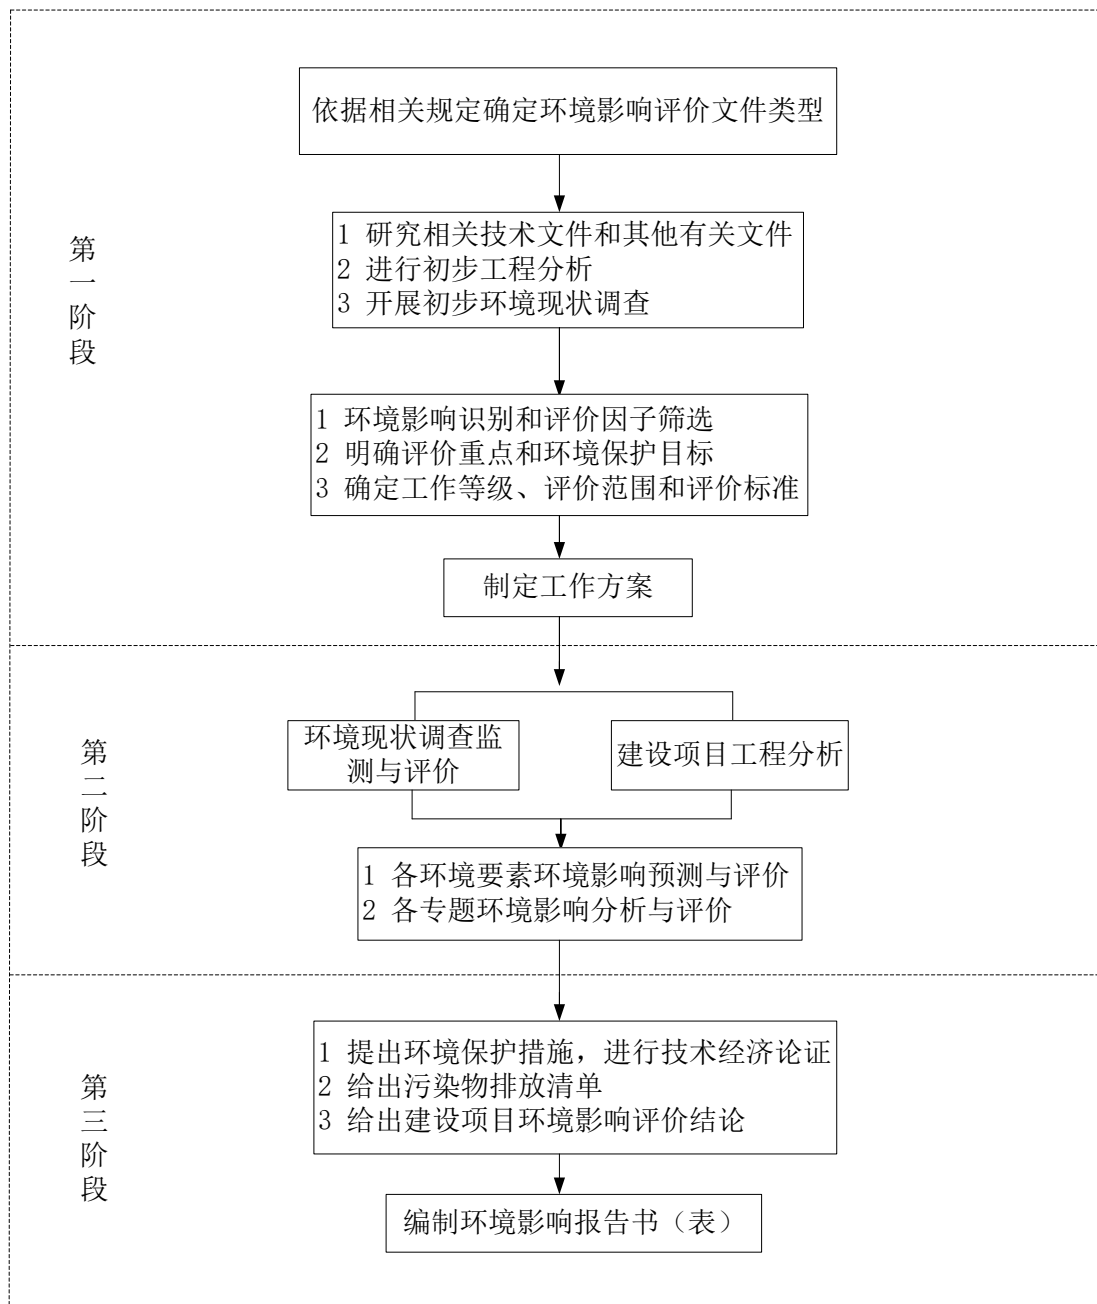 依据相关规定确定环境影响评价文件类型
第一阶段
1 研究相关技术文件和其他有关文件
2 进行初步工程分析
3 开展初步环境现状调查
1 环境影响识别和评价因子筛选
2 明确评价重点和环境保护目标
3 确定工作等级、评价范围和评价标准
制定工作方案
第二阶段
环境现状调查监
测与评价
建设项目工程分析
1 各环境要素环境影响预测与评价
2 各专题环境影响分析与评价
第三阶段
1 提出环境保护措施，进行技术经济论证
2 给出污染物排放清单
3 给出建设项目环境影响评价结论
编制环境影响报告书（表）